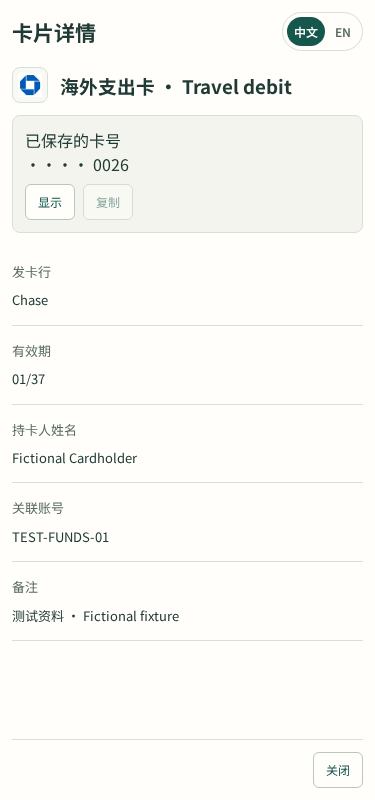 卡片详情
中文 EN
海外支出卡 • Travel debit
已保存的卡号
• • • • 0026
显示 复制
发卡行
Chase
有效期
01/37
持卡人姓名
Fictional Cardholder
关联账号
TEST-FUNDS-01
备注
测试资料 • Fictional fixture
关闭